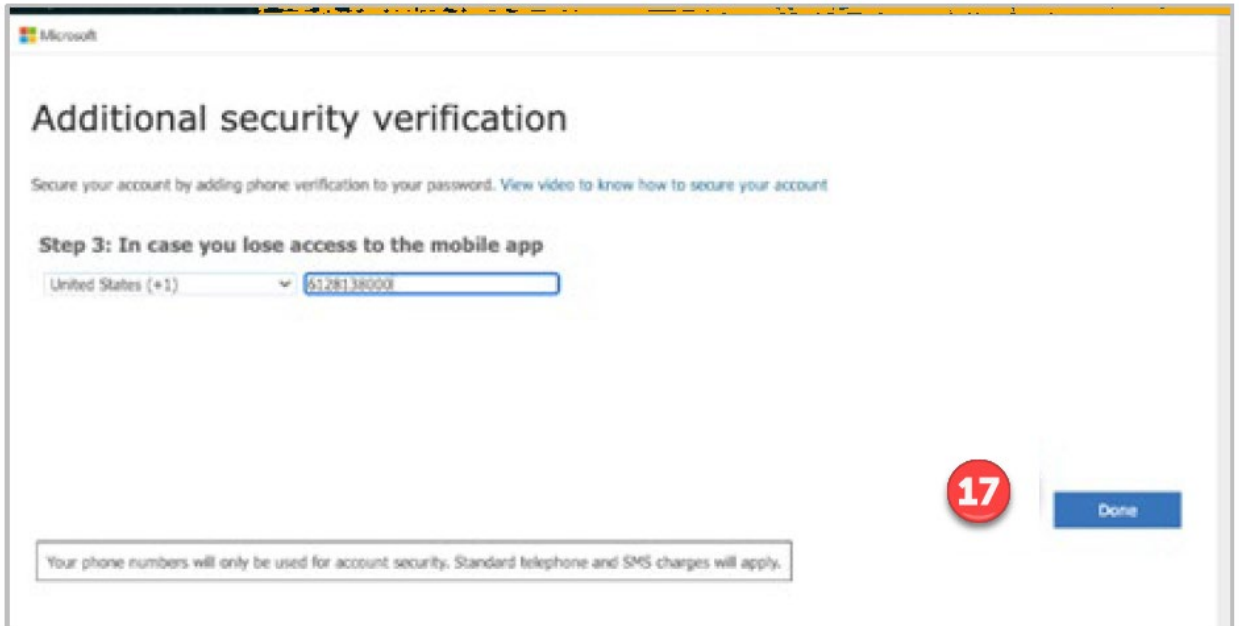 Microsoft
Additional security verification
Secure your account by adding phone verification to your password. View video to know how to secure your account
Step 3: In case you lose access to the mobile app
United States (+1) 6128138000
17
Done
Your phone numbers will only be used for account security. Standard telephone and SMS charges will apply.